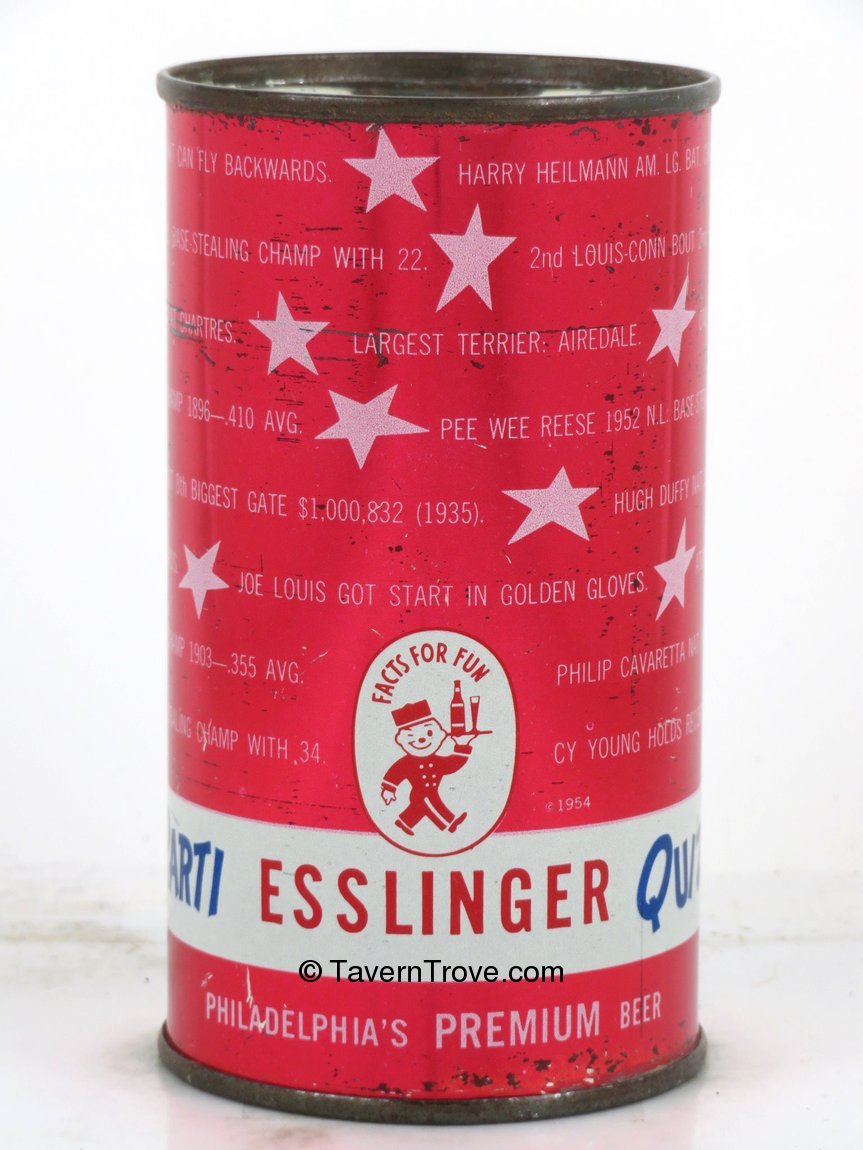 CAN FLY BACKWARDS. HARRY HEILMANN AM. LG. BAT.
BASE-STEALING CHAMP WITH 22. 2nd LOUIS-CONN BOUT
CHARTRES. LARGEST TERRIER: AIREDALE.
1896—.410 AVG. PEE WEE REESE 1952 N.L. BASE
8th BIGGEST GATE $1,000,832 (1935). HUGH DUFFY
JOE LOUIS GOT START IN GOLDEN GLOVES.
1903—.355 AVG. PHILIP CAVARETTA
CHAMP WITH 34. CY YOUNG HOLDS
FACTS FOR FUN
© 1954
ARTI ESSLINGER QUI
© TavernTrove.com
PHILADELPHIA'S PREMIUM BEER